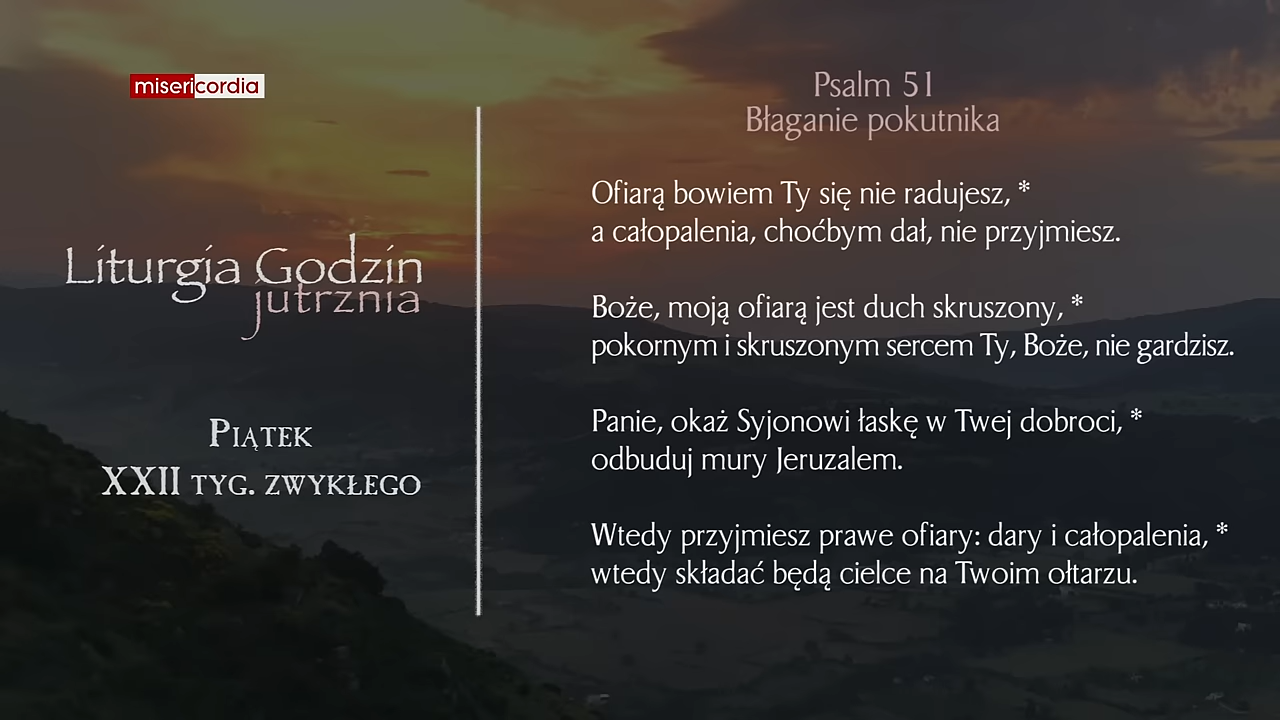 misericordia
Liturgia Godzin
jutrznia
Piątek
XXII tyg. zwykłego
Psalm 51
Błaganie pokutnika
Ofiarą bowiem Ty się nie radujesz, *
a całopalenia, choćbym dał, nie przyjmiesz.
Boże, moją ofiarą jest duch skruszony, *
pokornym i skruszonym sercem Ty, Boże, nie gardzisz.
Panie, okaż Syjonowi łaskę w Twej dobroci, *
odbuduj mury Jeruzalem.
Wtedy przyjmiesz prawe ofiary: dary i całopalenia, *
wtedy składać będą cielce na Twoim ołtarzu.